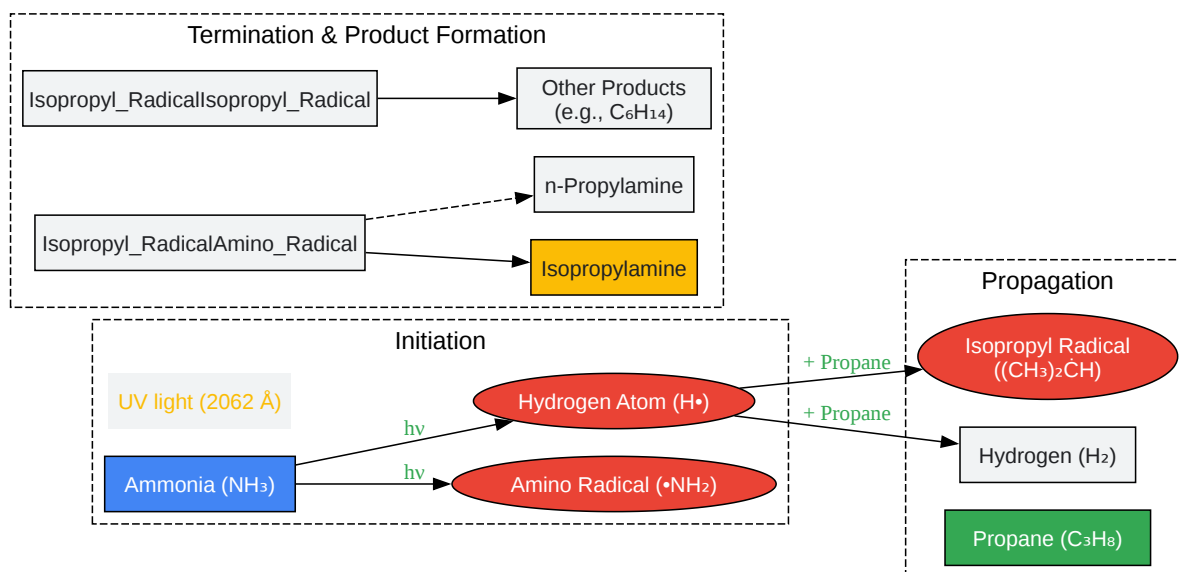 Termination & Product Formation
Isopropyl_RadicalIsopropyl_Radical
Other Products
(e.g., C₆H₁₄)
n-Propylamine
Isopropyl_RadicalAmino_Radical
Isopropylamine
Initiation
UV light (2062 Å)
Ammonia (NH₃)
hν
hν
Hydrogen Atom (H•)
Amino Radical (•NH₂)
+ Propane
+ Propane
Propagation
Isopropyl Radical
((CH₃)₂ĊH)
Hydrogen (H₂)
Propane (C₃H₈)